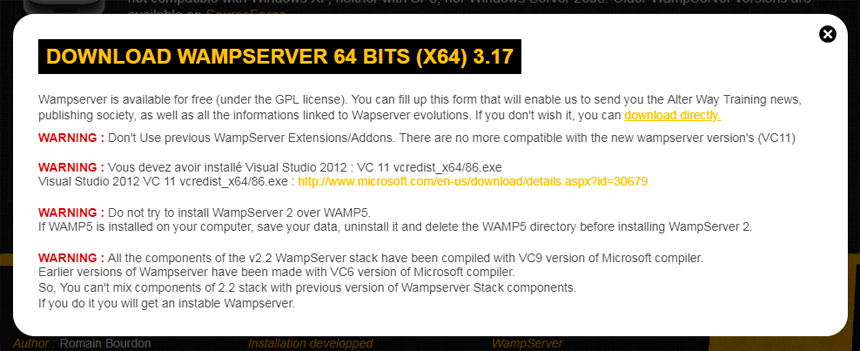 not compatible with Windows XP, neither with SP3, nor Windows Server 2003. Older WampServer versions are
available on SourceForge.
DOWNLOAD WAMPSERVER 64 BITS (X64) 3.17
Wampserver is available for free (under the GPL license). You can fill up this form that will enable us to send you the Alter Way Training news,
publishing society, as well as all the informations linked to Wapserver evolutions. If you don't wish it, you can download directly.
WARNING : Don't Use previous WampServer Extensions/Addons. There are no more compatible with the new wampserver version's (VC11)
WARNING : Vous devez avoir installé Visual Studio 2012 : VC 11 vcredist_x64/86.exe
Visual Studio 2012 VC 11 vcredist_x64/86.exe : http://www.microsoft.com/en-us/download/details.aspx?id=30679
WARNING : Do not try to install WampServer 2 over WAMP5.
If WAMP5 is installed on your computer, save your data, uninstall it and delete the WAMP5 directory before installing WampServer 2.
WARNING : All the components of the v2.2 WampServer stack have been compiled with VC9 version of Microsoft compiler.
Earlier versions of Wampserver have been made with VC6 version of Microsoft compiler.
So, You can't mix components of 2.2 stack with previous version of Wampserver Stack components.
If you do it you will get an instable Wampserver.
Author : Romain Bourdon
Installation developped
WampServer